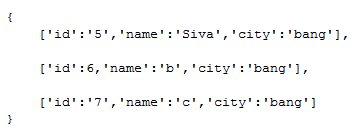 {
['id':'5','name':'Siva','city':'bang'],
['id':6,'name':'b','city':'bang'],
['id':'7','name':'c','city':'bang']
}